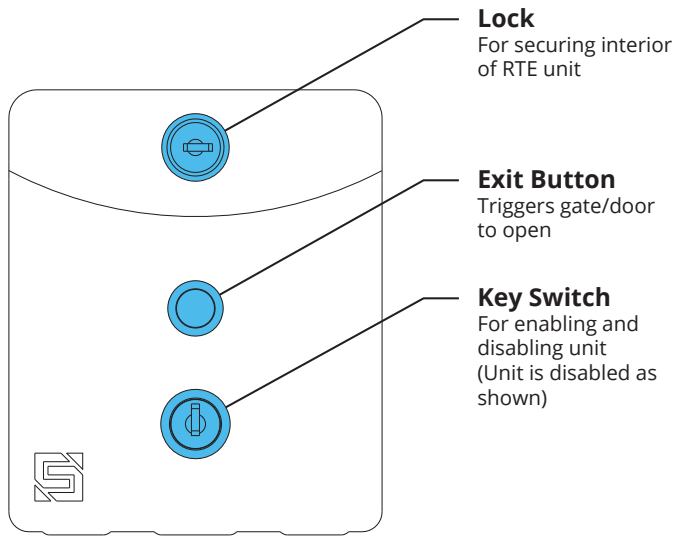 Lock
For securing interior
of RTE unit
Exit Button
Triggers gate/door
to open
Key Switch
For enabling and
disabling unit
(Unit is disabled as
shown)